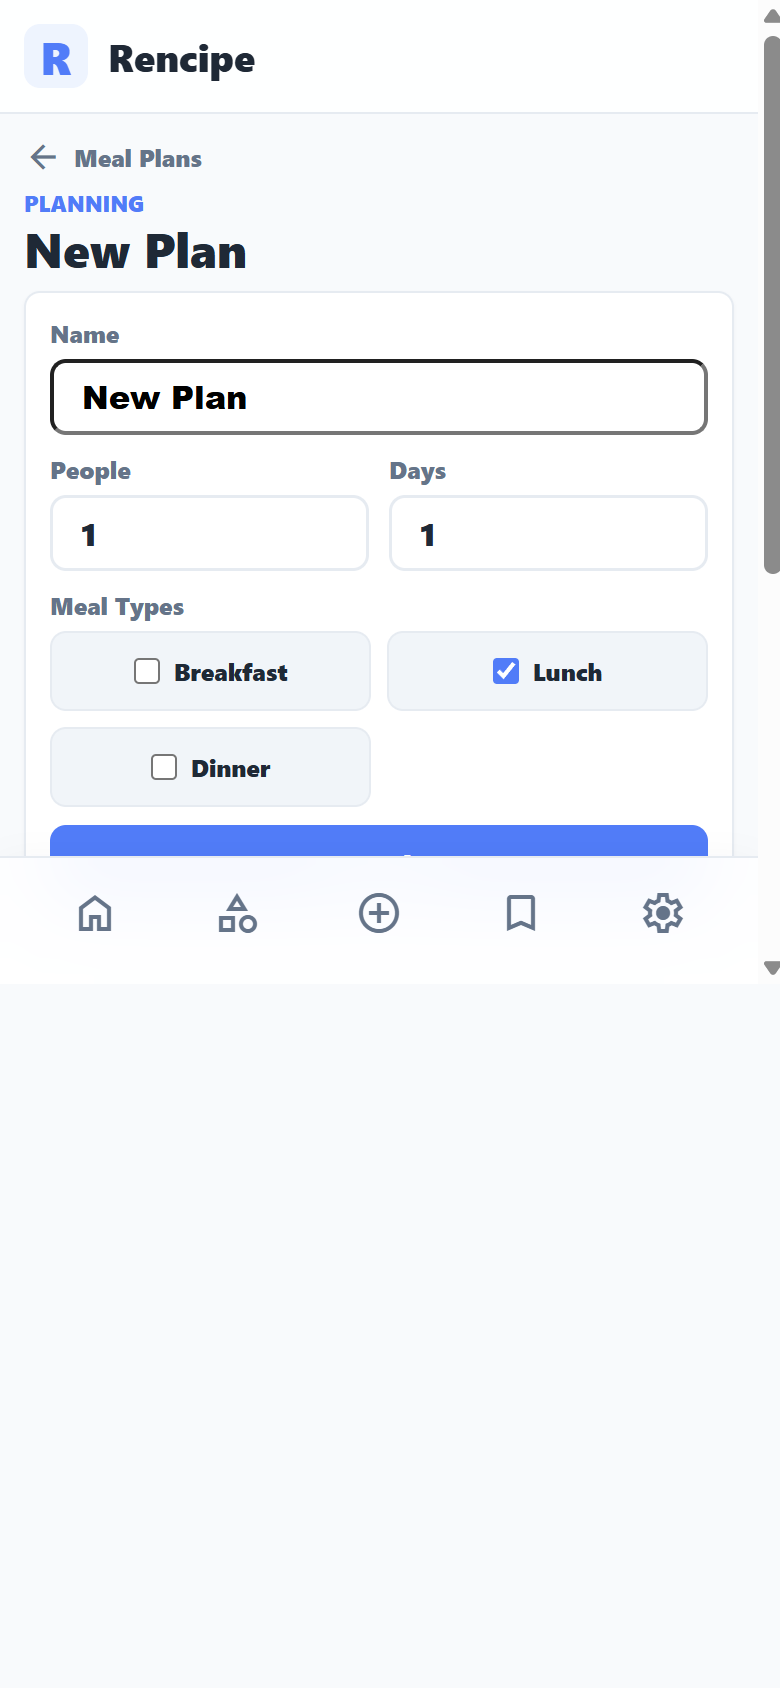 R Rencipe
Meal Plans
PLANNING
New Plan
Name
New Plan
People Days
1 1
Meal Types
Breakfast Lunch
Dinner